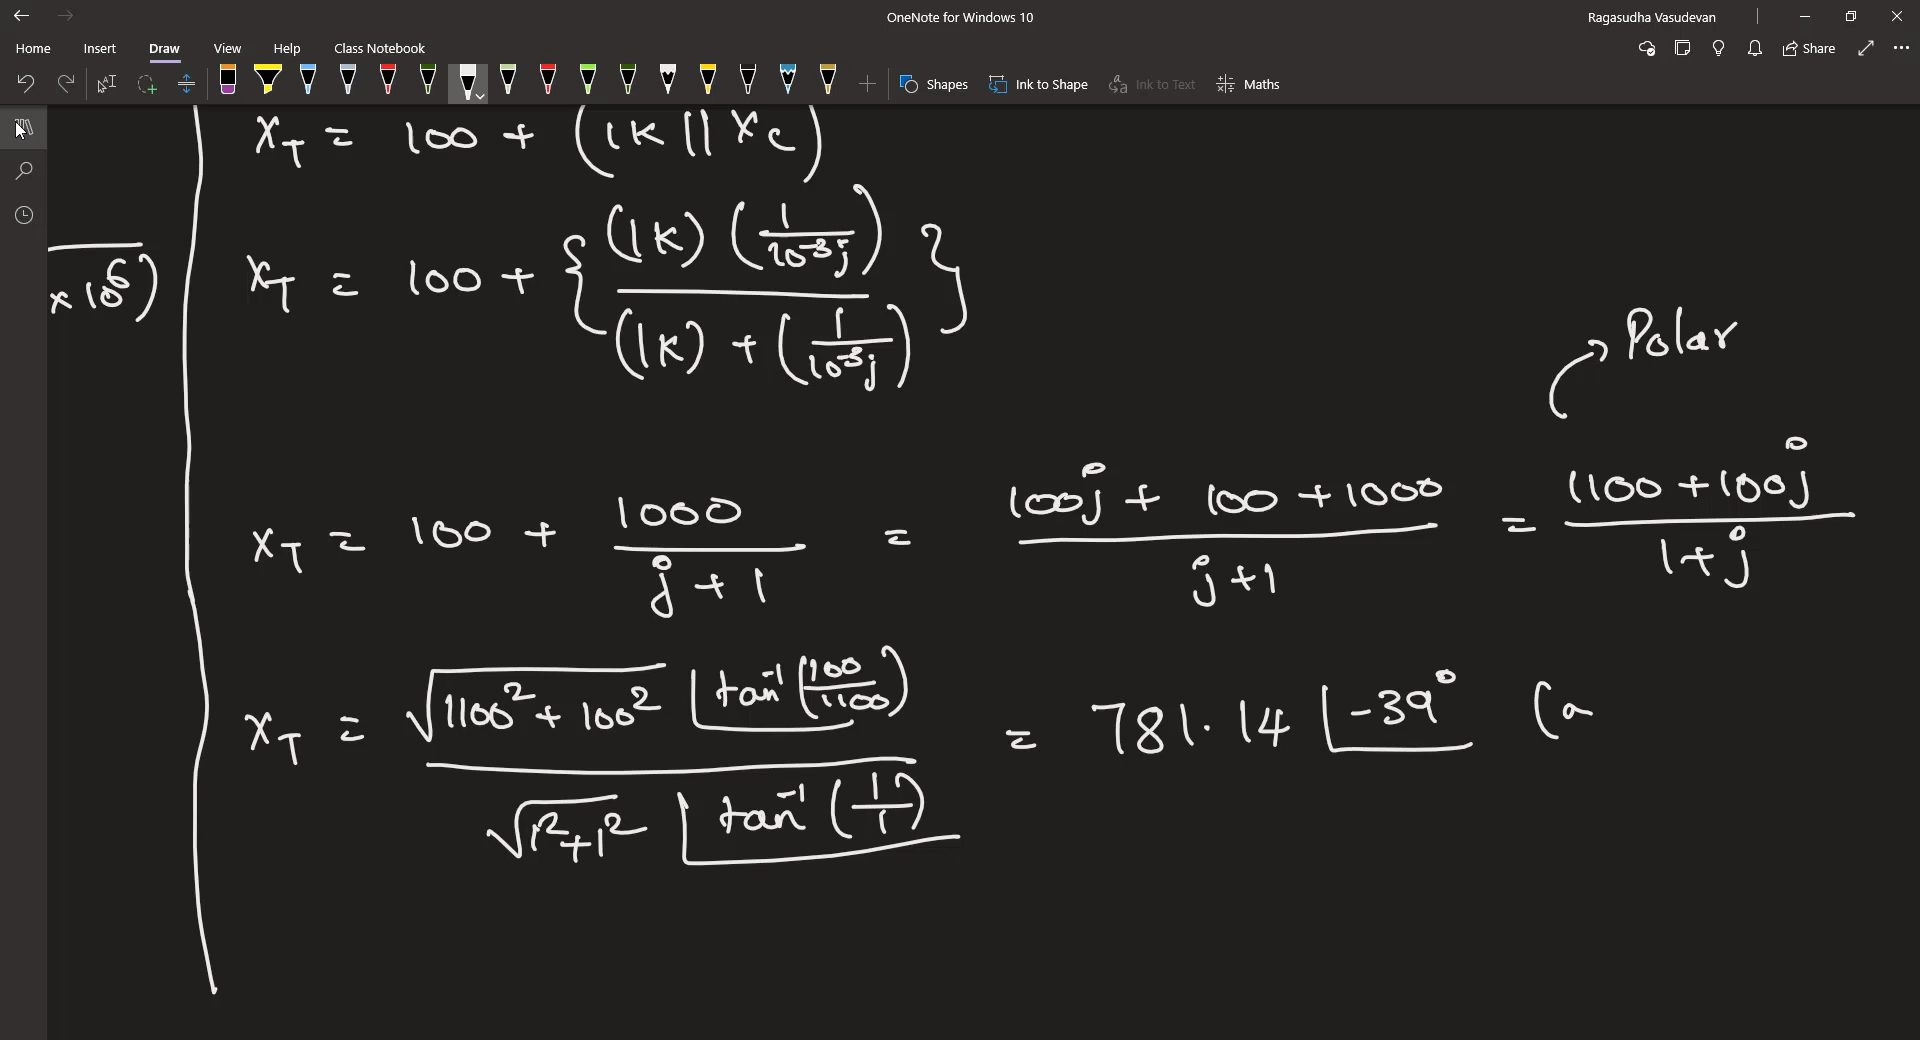 OneNote for Windows 10
Ragasudha Vasudevan
Home Insert Draw View Help Class Notebook
Share
Shapes Ink to Shape Ink to Text Maths
X_T = 100 + (1K || X_C)
X_T = 100 + { (1K) (1/10^-3 j) / (1K) + (1/10^-3 j) }
× 10^6)
Polar
X_T = 100 + 1000/(j + 1) = (100j + 100 + 1000)/(j + 1) = (1100 + 100j)/(1 + j)
X_T = √(1100² + 100²) ∠tan⁻¹(100/1100) / √(1² + 1²) ∠tan⁻¹(1/1) = 781.14 ∠-39° (a